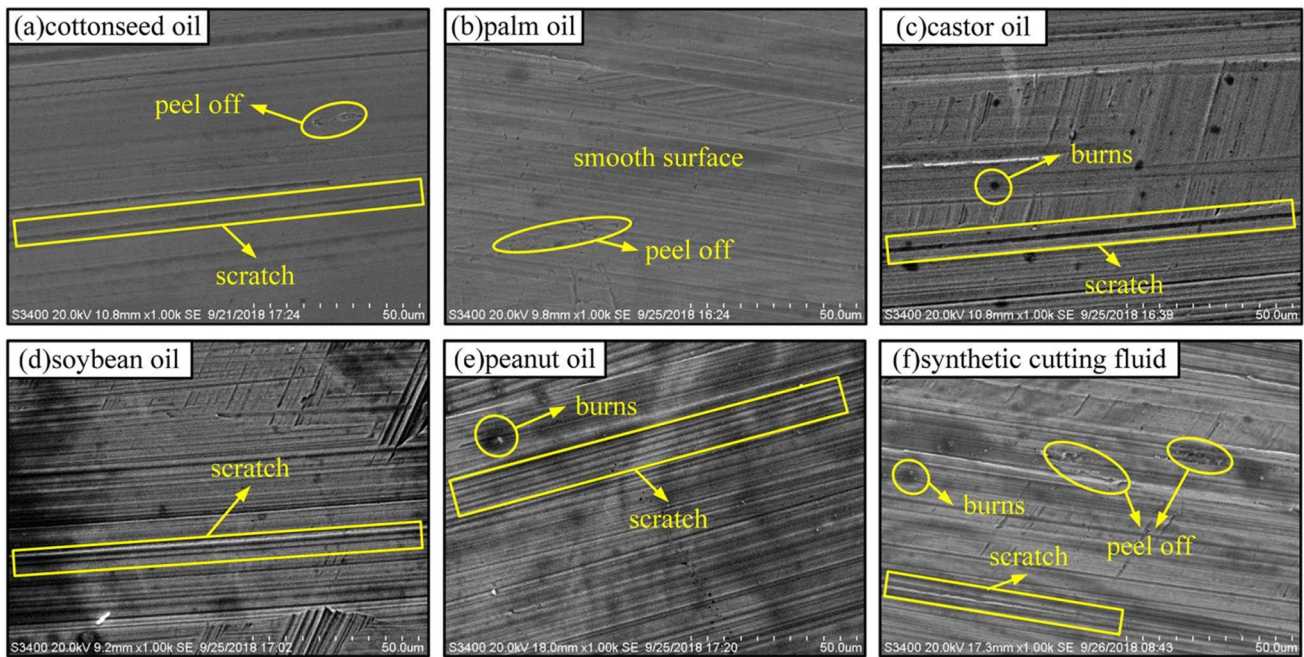 (a)cottonseed oil
peel off
scratch
S3400 20.0kV 10.8mm x1.00k SE 9/21/2018 17:24 50.0um
(b)palm oil
smooth surface
peel off
S3400 20.0kV 9.8mm x1.00k SE 9/25/2018 16:24 50.0um
(c)castor oil
burns
scratch
S3400 20.0kV 10.8mm x1.00k SE 9/25/2018 16:39 50.0um
(d)soybean oil
scratch
S3400 20.0kV 9.2mm x1.00k SE 9/25/2018 17:02 50.0um
(e)peanut oil
burns
scratch
S3400 20.0kV 18.0mm x1.00k SE 9/25/2018 17:20 50.0um
(f)synthetic cutting fluid
burns
peel off
scratch
S3400 20.0kV 17.3mm x1.00k SE 9/26/2018 08:43 50.0um